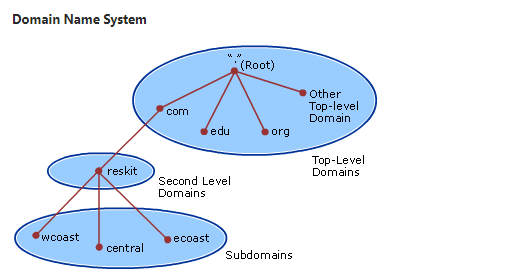 Domain Name System
"." (Root)
com
edu
org
Other
Top-level
Domain
Top-Level
Domains
reskit
Second Level
Domains
wcoast
central
ecoast
Subdomains